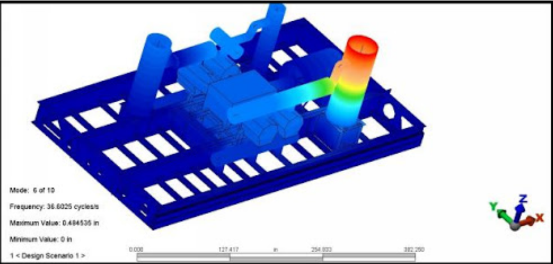 Mode: 6 of 10
Frequency: 36.6025 cycles/s
Maximum Value: 0.484535 in
Minimum Value: 0 in
1 < Design Scenario 1 >
0.000 127.417 in 254.833 382.250
Y Z X